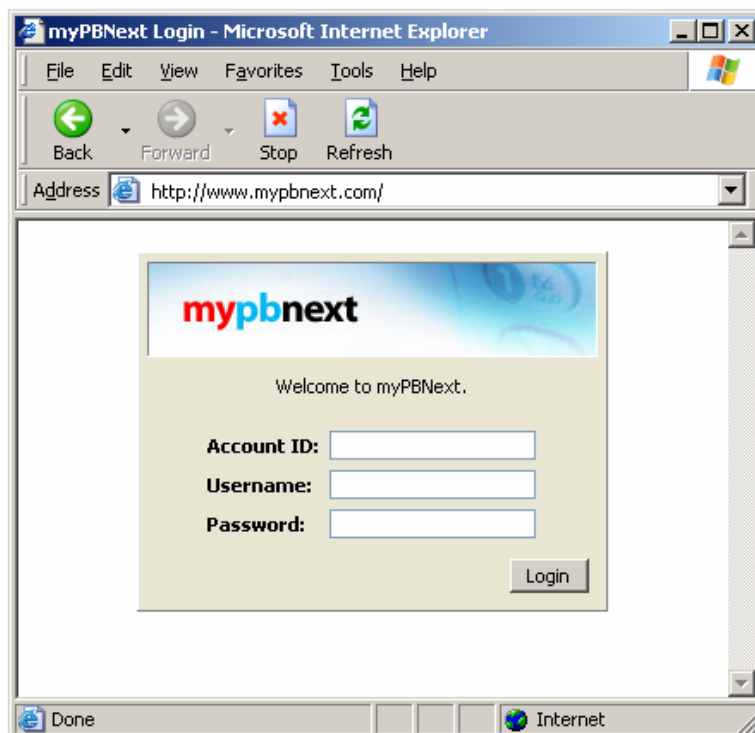 myPBNext Login - Microsoft Internet Explorer
File Edit View Favorites Tools Help
Back Forward Stop Refresh
Address http://www.mypbnext.com/
mypbnext
Welcome to myPBNext.
Account ID:
Username:
Password:
Login
Done Internet